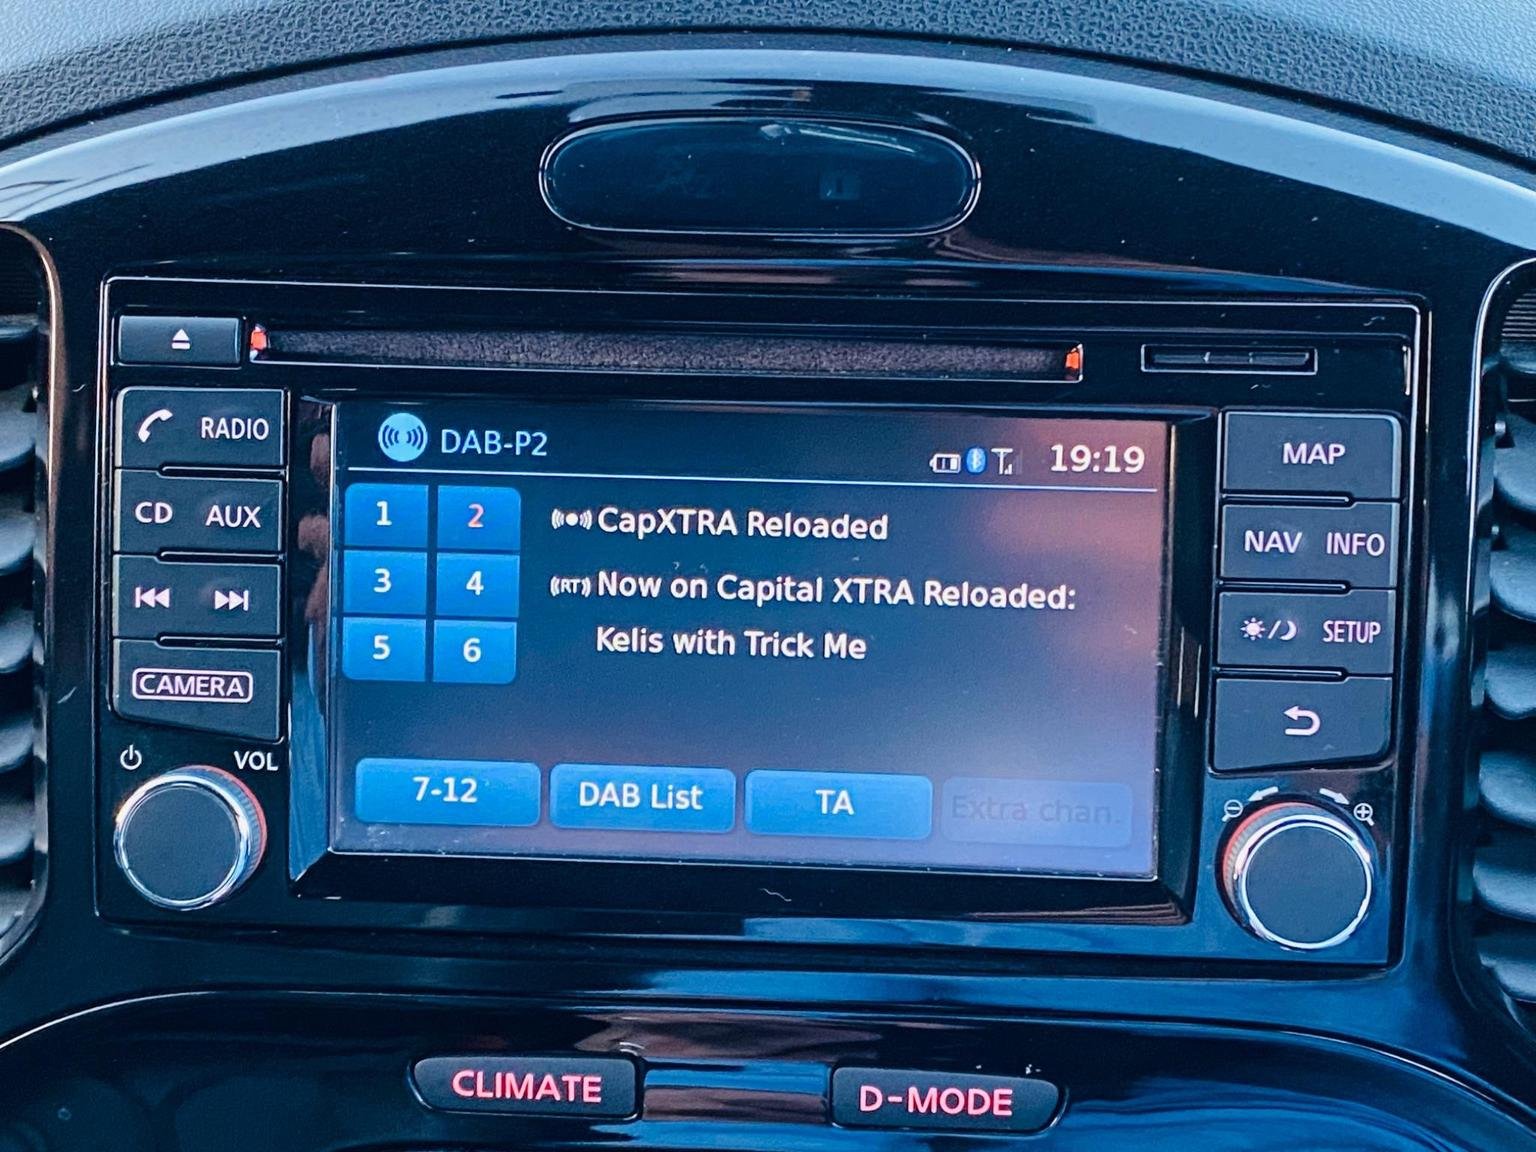 RADIO
CD AUX
CAMERA
VOL
DAB-P2
19:19
1 2
3 4
5 6
CapXTRA Reloaded
(RT) Now on Capital XTRA Reloaded:
Kelis with Trick Me
7-12 DAB List TA Extra chan.
MAP
NAV INFO
SETUP
CLIMATE D-MODE